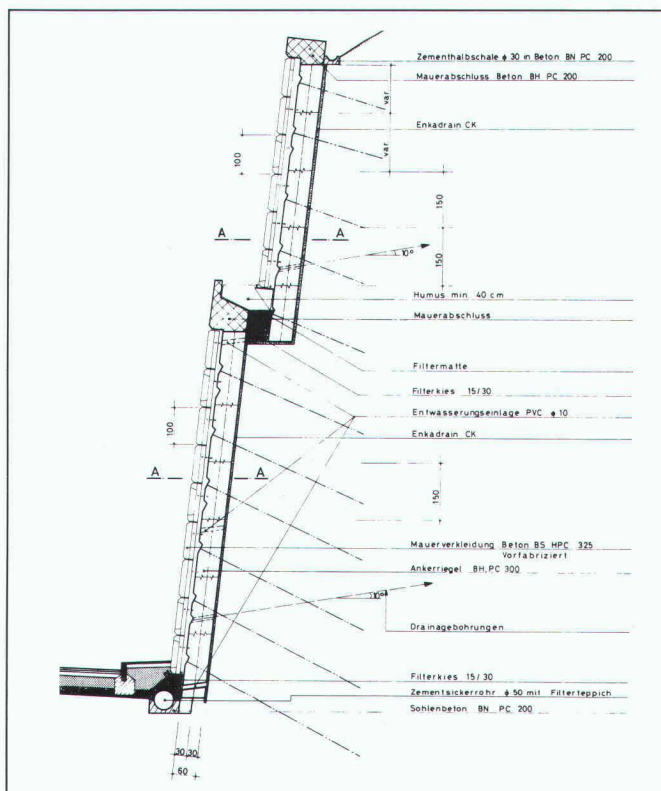 Zementhalbschale ϕ 30 in Beton BN PC 200
Mauerabschluss Beton BH PC 200
var
Enkadrain CK
var
100
150
A A
150
10°
Humus min. 40 cm
Mauerabschluss
Filtermatte
Filterkies 15/30
Entwässerungseinlage PVC ϕ 10
100
Enkadrain CK
A A
150
Mauerverkleidung Beton BS HPC 325
Vorfabriziert
Ankerriegel BH, PC 300
10°
Drainagebohrungen
Filterkies 15/30
Zementsickerrohr ϕ 50 mit Filterteppich
Sohlenbeton BN PC 200
30 30
60